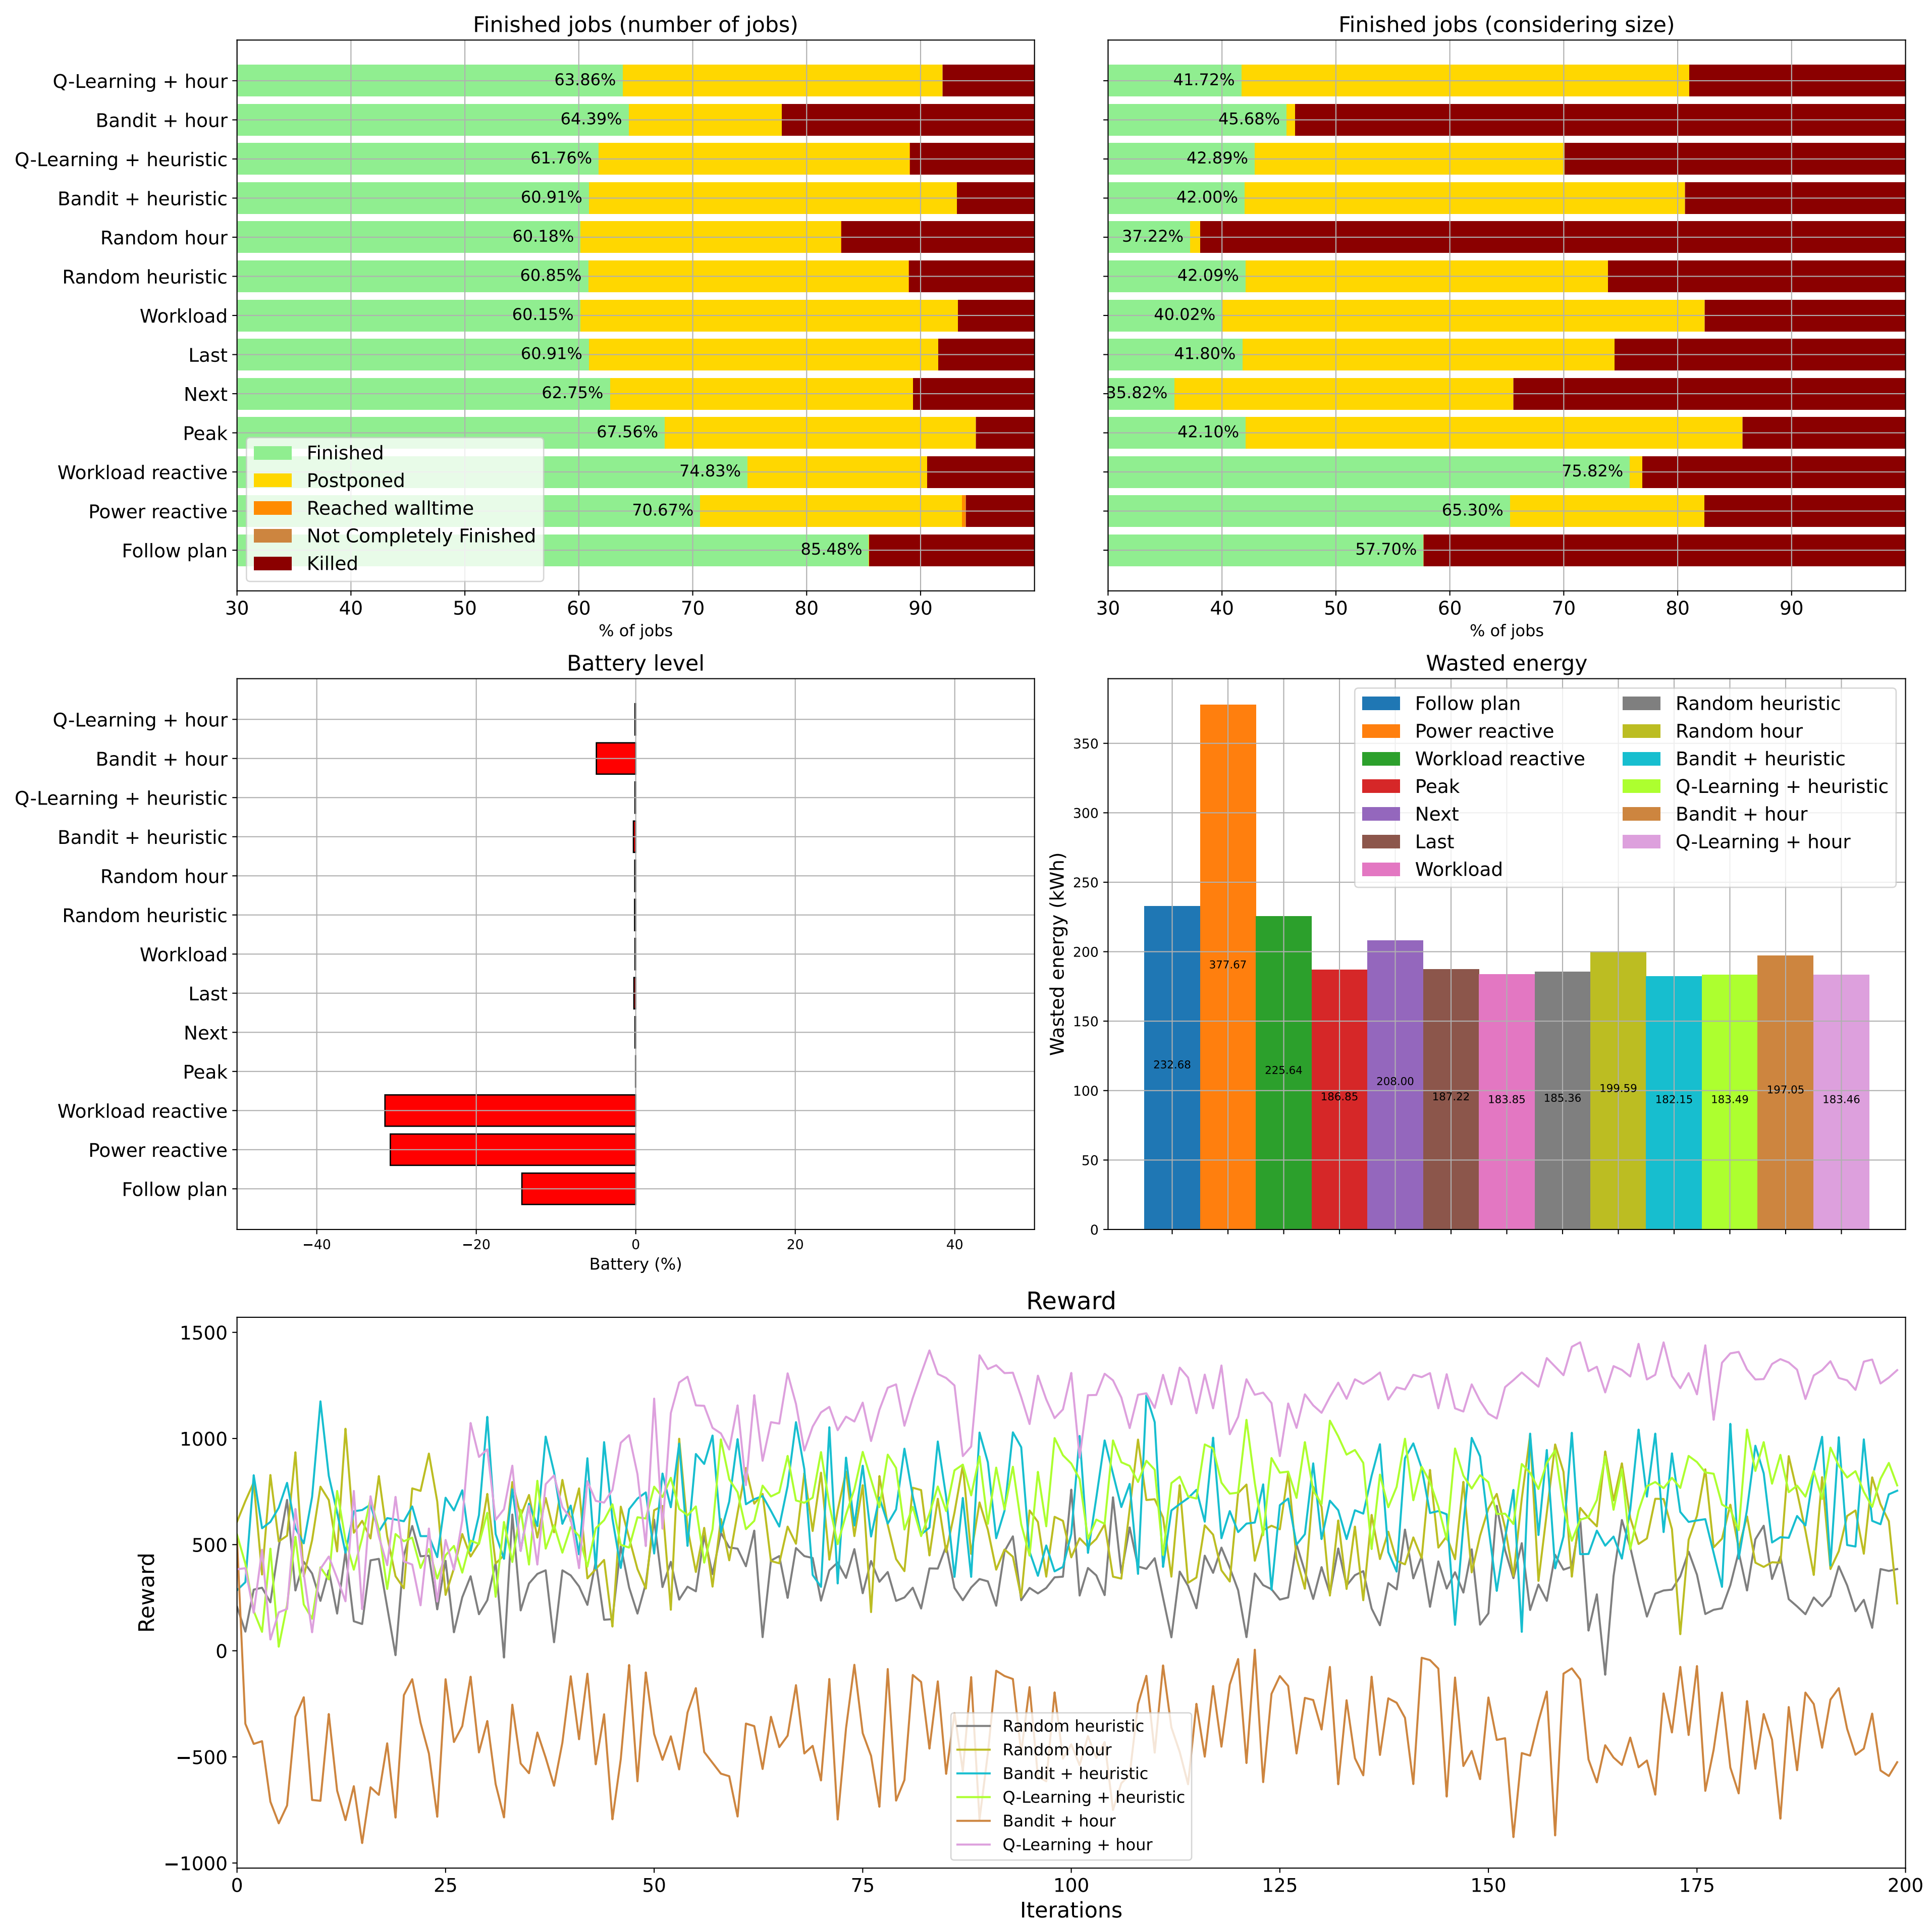 Finished jobs (number of jobs)
Q-Learning + hour
63.86%
Bandit + hour
64.39%
Q-Learning + heuristic
61.76%
Bandit + heuristic
60.91%
Random hour
60.18%
Random heuristic
60.85%
Workload
60.15%
Last
60.91%
Next
62.75%
Peak
67.56%
Workload reactive
74.83%
Power reactive
70.67%
Follow plan
85.48%
Finished
Postponed
Reached walltime
Not Completely Finished
Killed
30 40 50 60 70 80 90
% of jobs
Finished jobs (considering size)
41.72%
45.68%
42.89%
42.00%
37.22%
42.09%
40.02%
41.80%
35.82%
42.10%
75.82%
65.30%
57.70%
30 40 50 60 70 80 90
% of jobs
Battery level
Q-Learning + hour
Bandit + hour
Q-Learning + heuristic
Bandit + heuristic
Random hour
Random heuristic
Workload
Last
Next
Peak
Workload reactive
Power reactive
Follow plan
−40 −20 0 20 40
Battery (%)
Wasted energy
Wasted energy (kWh)
350
300
250
200
150
100
50
0
Follow plan
Power reactive
Workload reactive
Peak
Next
Last
Workload
Random heuristic
Random hour
Bandit + heuristic
Q-Learning + heuristic
Bandit + hour
Q-Learning + hour
232.68
377.67
225.64
186.85
208.00
187.22
183.85
185.36
199.59
182.15
183.49
197.05
183.46
Reward
Reward
1500
1000
500
0
−500
−1000
Random heuristic
Random hour
Bandit + heuristic
Q-Learning + heuristic
Bandit + hour
Q-Learning + hour
0 25 50 75 100 125 150 175 200
Iterations